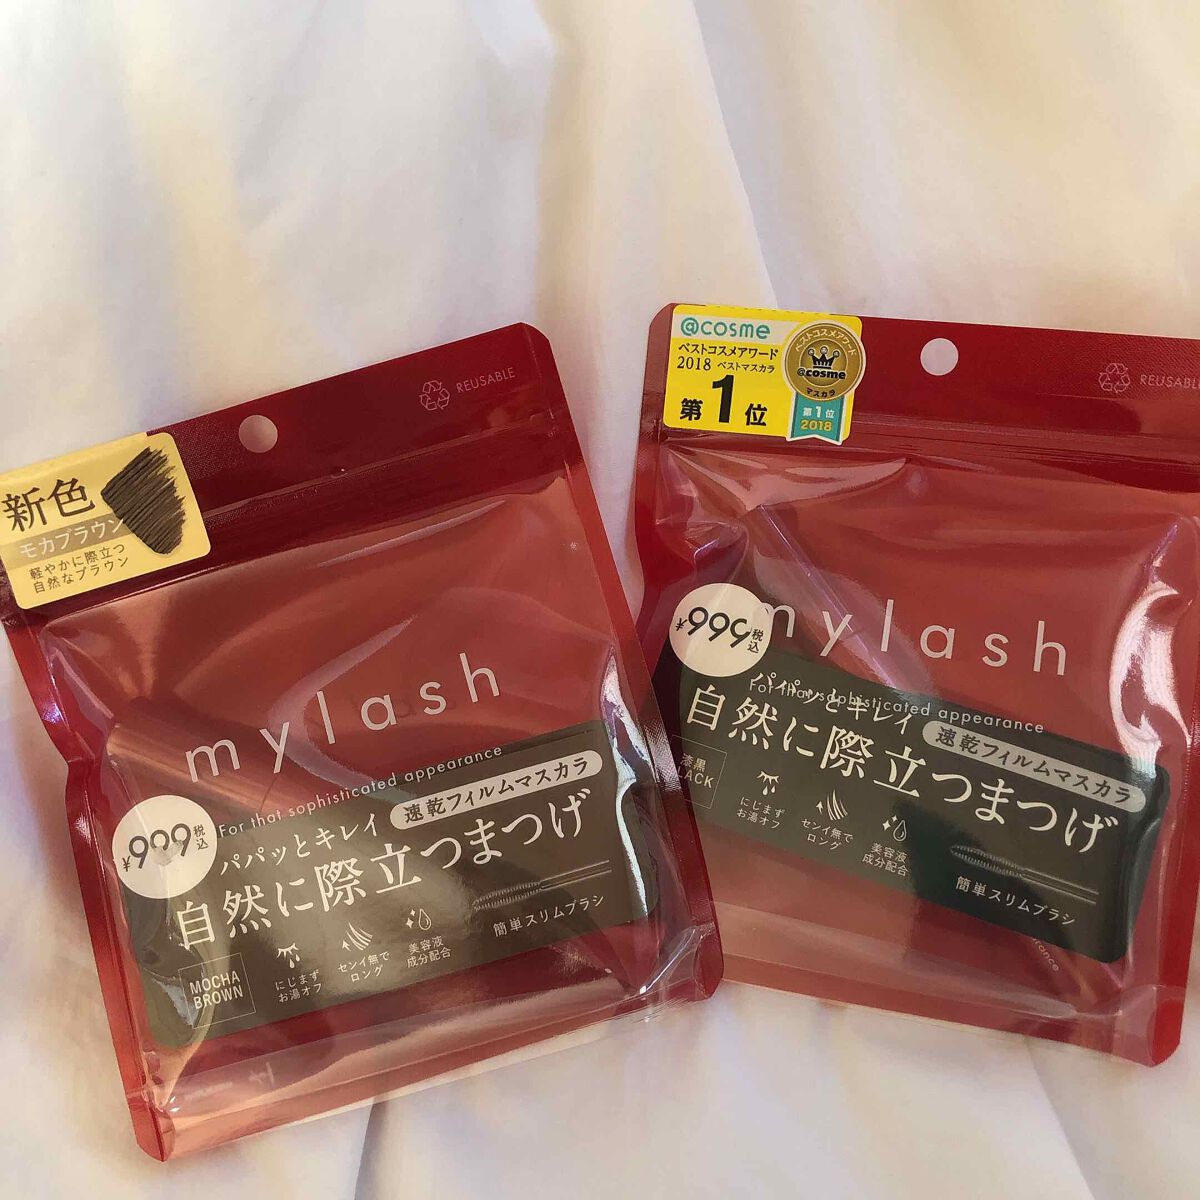 REUSABLE
新色
モカブラウン
軽やかに際立つ
自然なブラウン
mylash
For that sophisticated appearance
¥999税込
パパッとキレイ
速乾フィルムマスカラ
自然に際立つまつげ
MOCHA
BROWN
にじまず
お湯オフ
センイ無で
ロング
美容液
成分配合
簡単スリムブラシ
@cosme
ベストコスメアワード
2018 ベストマスカラ
第1位
ベストコスメアワード
@cosme
マスカラ
第1位
2018
REUSABLE
mylash
For that sophisticated appearance
¥999税込
パパッとキレイ
速乾フィルムマスカラ
自然に際立つまつげ
漆黒
LACK
にじまず
お湯オフ
センイ無で
ロング
美容液
成分配合
簡単スリムブラシ